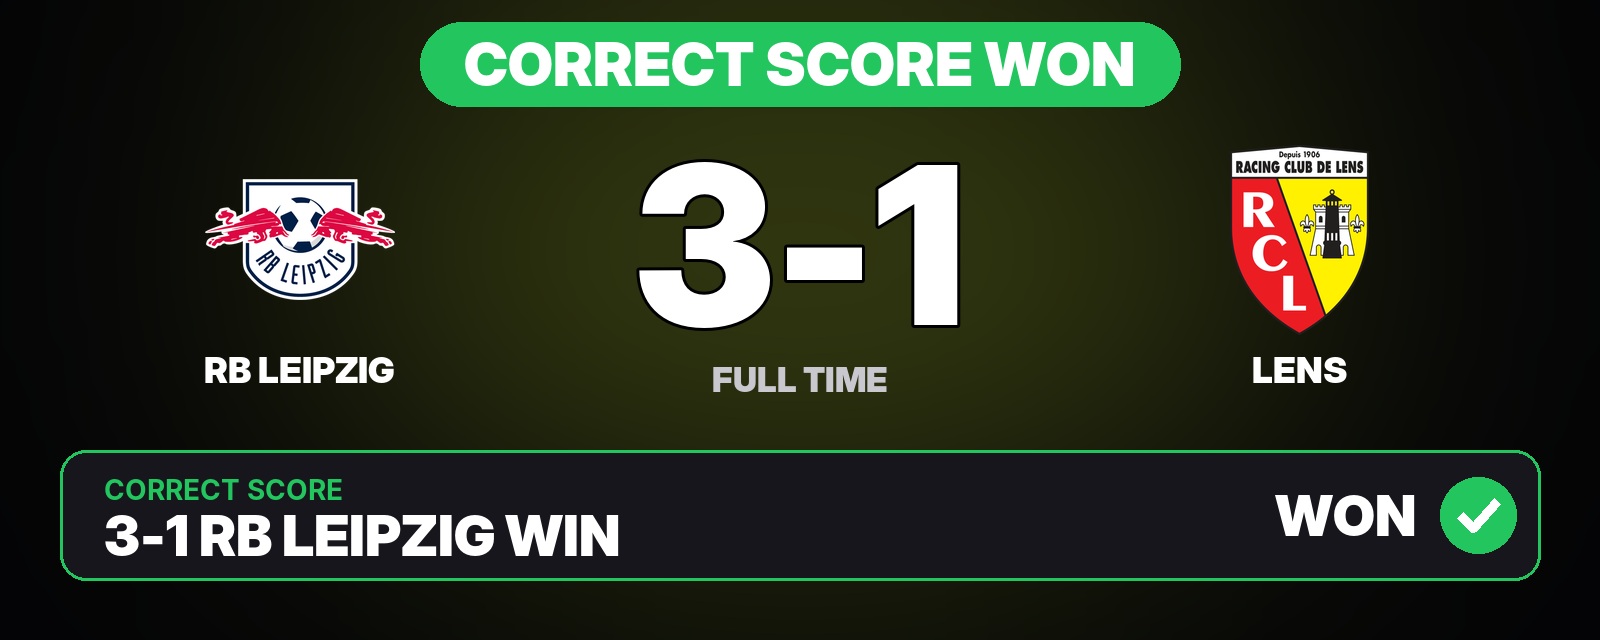 CORRECT SCORE WON
Depuis 1906
RACING CLUB DE LENS
R
C
L
RB LEIPZIG
3-1
RB LEIPZIG
FULL TIME
LENS
CORRECT SCORE
3-1 RB LEIPZIG WIN
WON